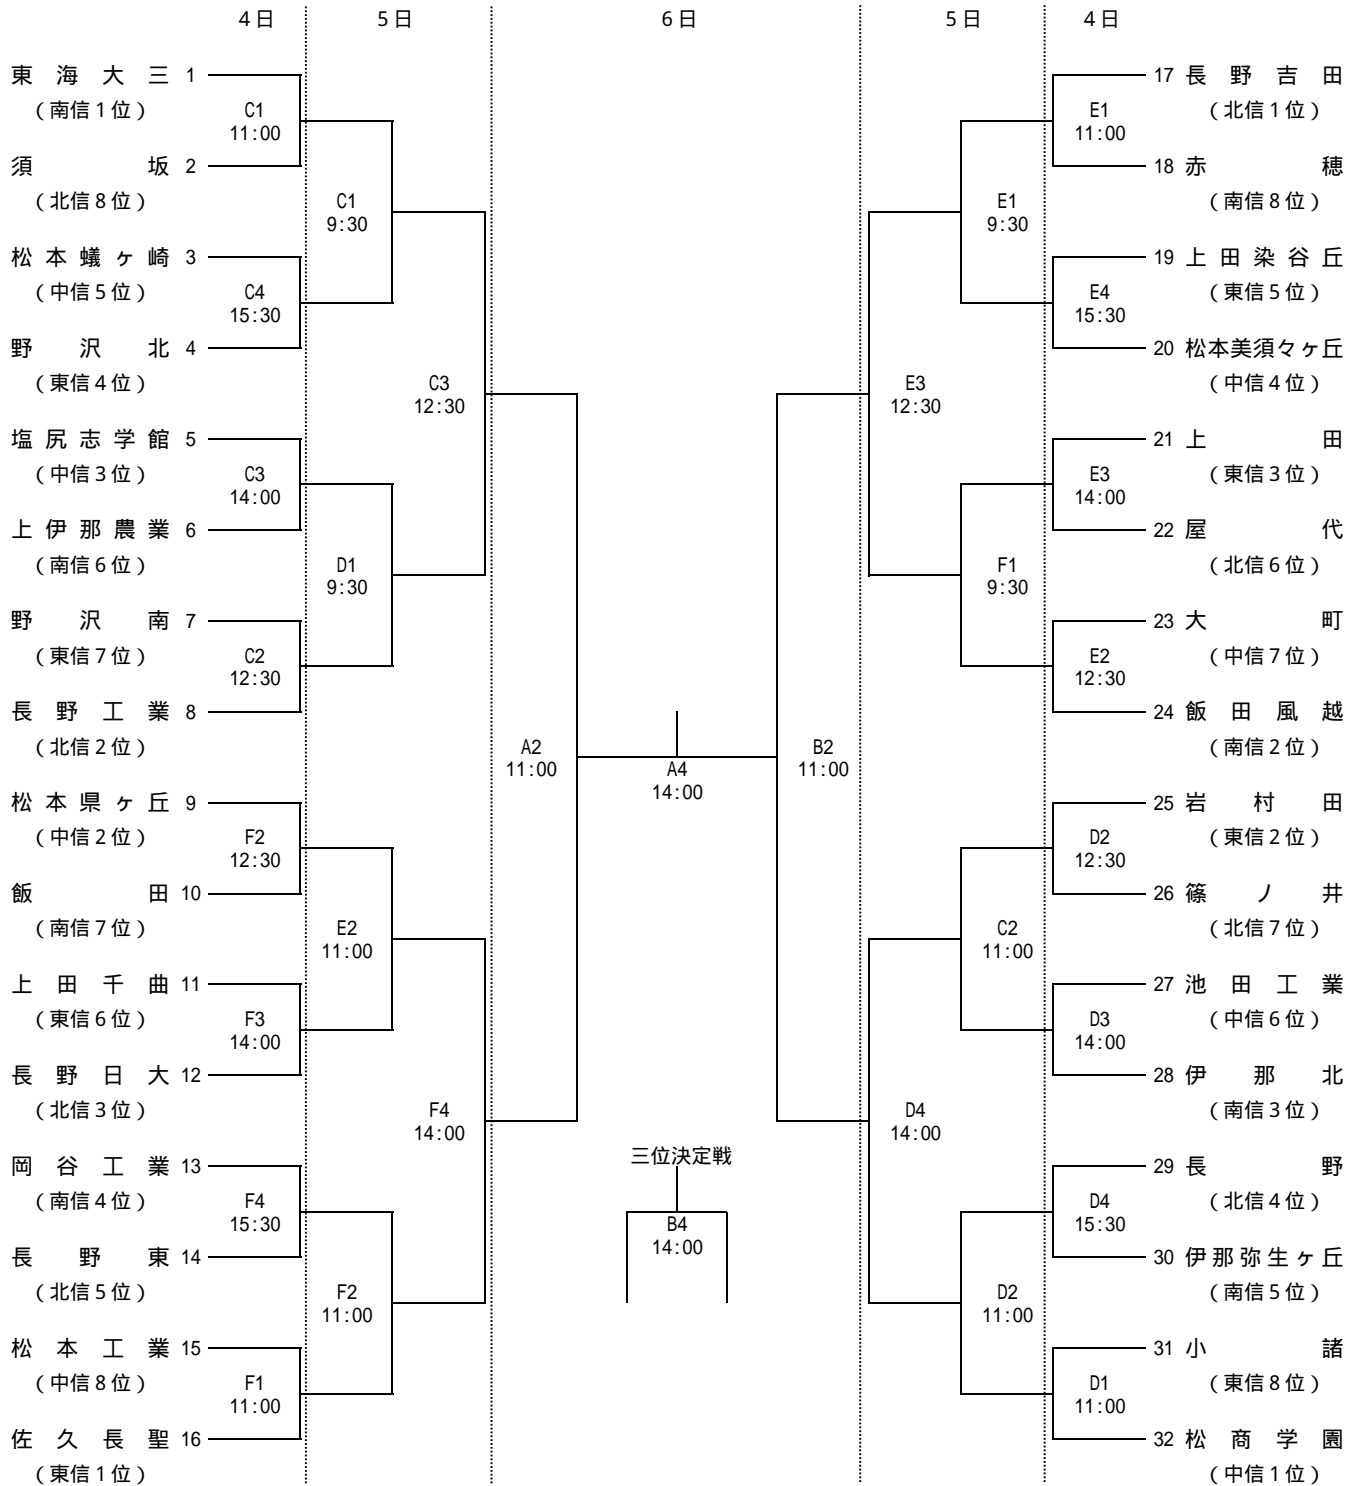 4日 5日 6日 5日 4日
東海大三 1
(南信1位)
C1
11:00
須坂 2
(北信8位)
C1
9:30
松本蟻ヶ崎 3
(中信5位)
C4
15:30
野沢北 4
(東信4位)
C3
12:30
塩尻志学館 5
(中信3位)
C3
14:00
上伊那農業 6
(南信6位)
D1
9:30
野沢南 7
(東信7位)
C2
12:30
長野工業 8
(北信2位)
A2
11:00
松本県ヶ丘 9
(中信2位)
F2
12:30
飯田 10
(南信7位)
E2
11:00
上田千曲 11
(東信6位)
F3
14:00
長野日大 12
(北信3位)
F4
14:00
岡谷工業 13
(南信4位)
F4
15:30
長野東 14
(北信5位)
F2
11:00
松本工業 15
(中信8位)
F1
11:00
佐久長聖 16
(東信1位)
A4
14:00
三位決定戦
B4
14:00
17 長野吉田
(北信1位)
E1
11:00
18 赤穂
(南信8位)
E1
9:30
19 上田染谷丘
(東信5位)
E4
15:30
20 松本美須々ヶ丘
(中信4位)
E3
12:30
21 上田
(東信3位)
E3
14:00
22 屋代
(北信6位)
F1
9:30
23 大町
(中信7位)
E2
12:30
24 飯田風越
(南信2位)
B2
11:00
25 岩村田
(東信2位)
D2
12:30
26 篠ノ井
(北信7位)
C2
11:00
27 池田工業
(中信6位)
D3
14:00
28 伊那北
(南信3位)
D4
14:00
29 長野
(北信4位)
D4
15:30
30 伊那弥生ヶ丘
(南信5位)
D2
11:00
31 小諸
(東信8位)
D1
11:00
32 松商学園
(中信1位)